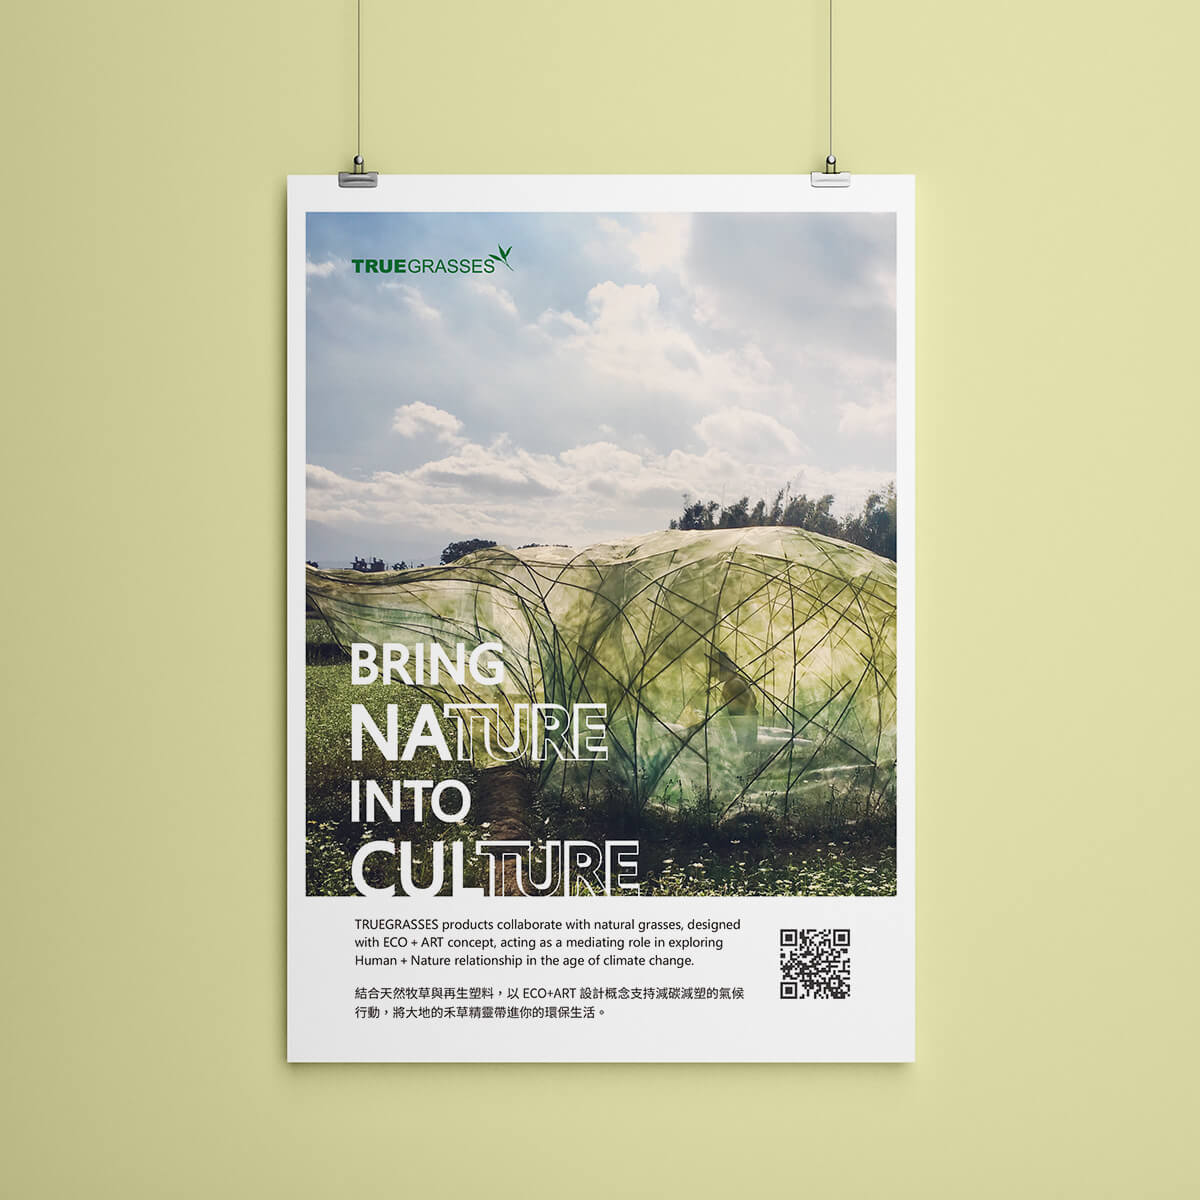 TRUEGRASSES
BRING
NATURE
INTO
CULTURE
TRUEGRASSES products collaborate with natural grasses, designed
with ECO + ART concept, acting as a mediating role in exploring
Human + Nature relationship in the age of climate change.
結合天然牧草與再生塑料，以 ECO+ART 設計概念支持減碳減塑的氣候
行動，將大地的禾草精靈帶進你的環保生活。